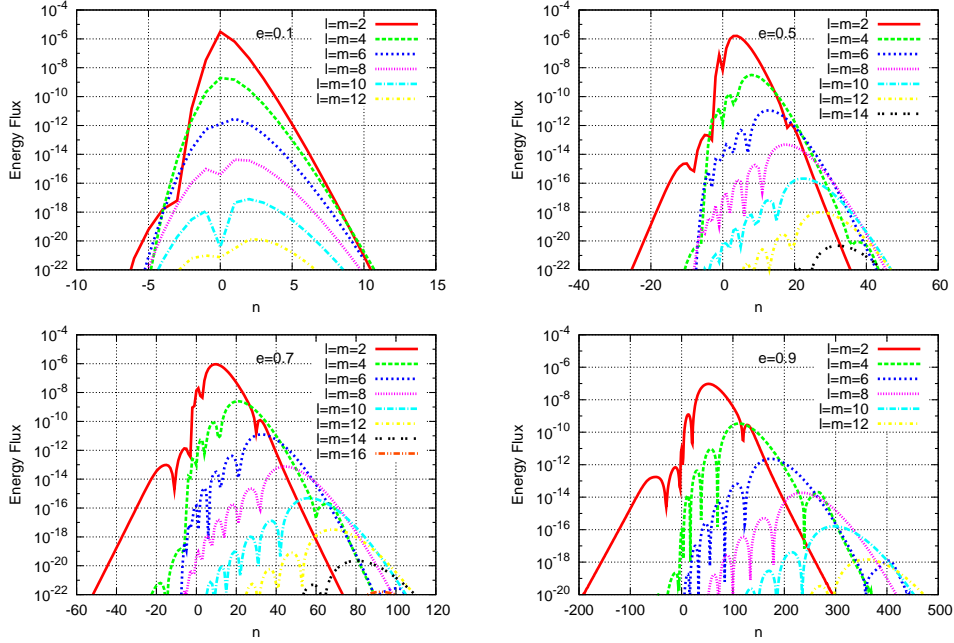 10^-4
10^-6
10^-8
10^-10
10^-12
10^-14
10^-16
10^-18
10^-20
10^-22
Energy Flux
-10 -5 0 5 10 15
n
e=0.1
l=m=2
l=m=4
l=m=6
l=m=8
l=m=10
l=m=12
10^-4
10^-6
10^-8
10^-10
10^-12
10^-14
10^-16
10^-18
10^-20
10^-22
Energy Flux
-40 -20 0 20 40 60
n
e=0.5
l=m=2
l=m=4
l=m=6
l=m=8
l=m=10
l=m=12
l=m=14
10^-4
10^-6
10^-8
10^-10
10^-12
10^-14
10^-16
10^-18
10^-20
10^-22
Energy Flux
-60 -40 -20 0 20 40 60 80 100 120
n
e=0.7
l=m=2
l=m=4
l=m=6
l=m=8
l=m=10
l=m=12
l=m=14
l=m=16
10^-4
10^-6
10^-8
10^-10
10^-12
10^-14
10^-16
10^-18
10^-20
Energy Flux
-200 -100 0 100 200 300 400 500
n
e=0.9
l=m=2
l=m=4
l=m=6
l=m=8
l=m=10
l=m=12